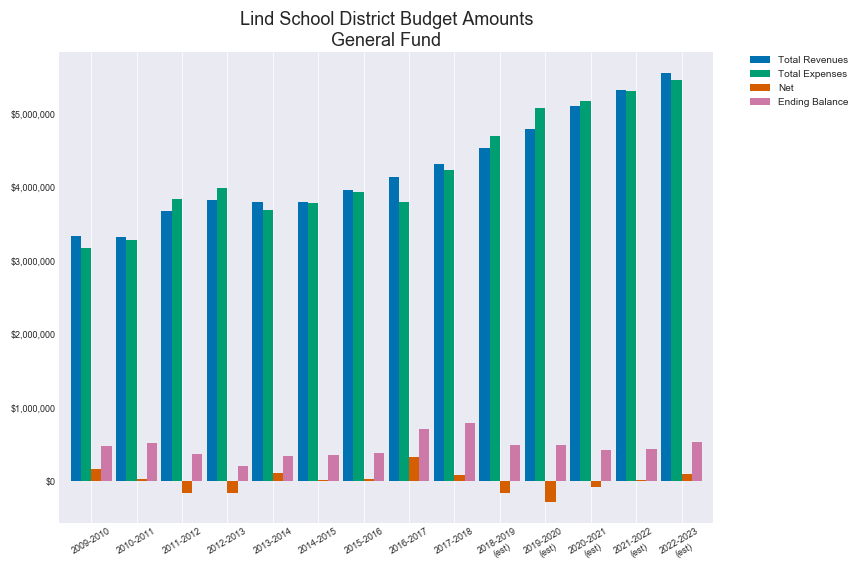 Lind School District Budget Amounts
General Fund
Total Revenues
Total Expenses
Net
Ending Balance
$5,000,000
$4,000,000
$3,000,000
$2,000,000
$1,000,000
$0
2009-2010
2010-2011
2011-2012
2012-2013
2013-2014
2014-2015
2015-2016
2016-2017
2017-2018
2018-2019
(est)
2019-2020
(est)
2020-2021
(est)
2021-2022
(est)
2022-2023
(est)